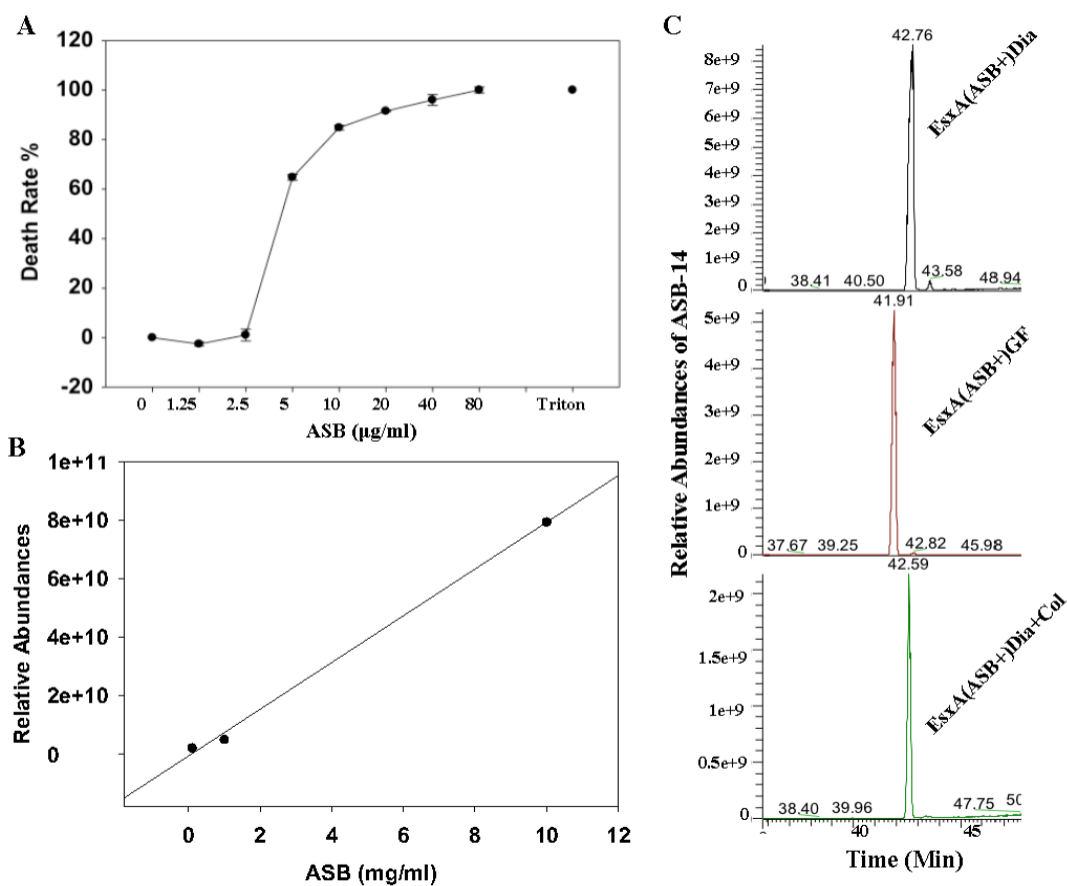 A
120
100
80
60
40
20
0
-20
Death Rate %
0 1.25 2.5 5 10 20 40 80 Triton
ASB (µg/ml)
B
1e+11
8e+10
6e+10
4e+10
2e+10
0
Relative Abundances
0 2 4 6 8 10 12
ASB (mg/ml)
C
Relative Abundances of ASB-14
42.76
8e+9
7e+9
6e+9
5e+9
4e+9
3e+9
2e+9
1e+9
0
38.41 40.50 43.58 48.94
EsxA(ASB+)Dia
41.91
5e+9
4e+9
3e+9
2e+9
1e+9
0
37.67 39.25 42.82 45.98
EsxA(ASB+)GF
42.59
2e+9
1.5e+9
1e+9
0.5e+9
0
38.40 39.96 47.75
EsxA(ASB+)Dia+Col
40 45
Time (Min)